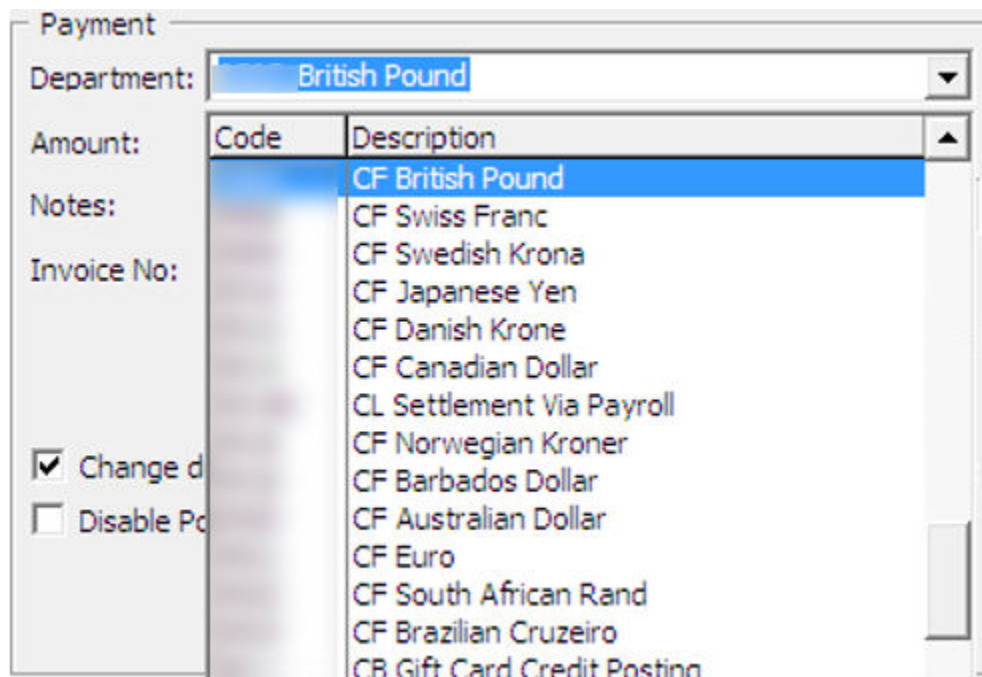 Payment
Department: British Pound
Code Description
Amount:
CF British Pound
Notes:
CF Swiss Franc
CF Swedish Krona
Invoice No:
CF Japanese Yen
CF Danish Krone
CF Canadian Dollar
CL Settlement Via Payroll
CF Norwegian Kroner
Change d
CF Barbados Dollar
Disable Po
CF Australian Dollar
CF Euro
CF South African Rand
CF Brazilian Cruzeiro
CB Gift Card Credit Posting